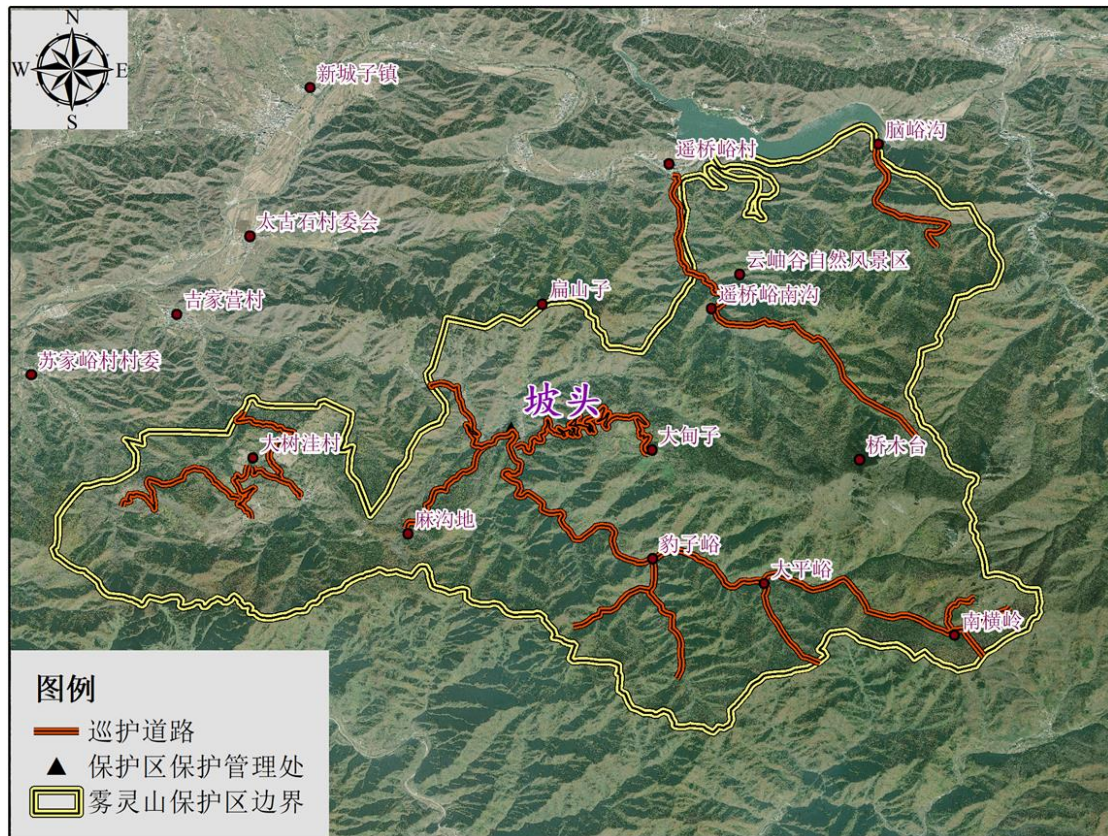 N
W E
S
新城子镇
脑峪沟
遥桥峪村
太古石村委会
云岫谷自然风景区
扁山子
遥桥峪南沟
吉家营村
苏家峪村村委
坡头
大甸子
大树洼村
桥木台
麻沟地
豹子峪
大平峪
南横岭
图例
巡护道路
保护区保护管理处
雾灵山保护区边界